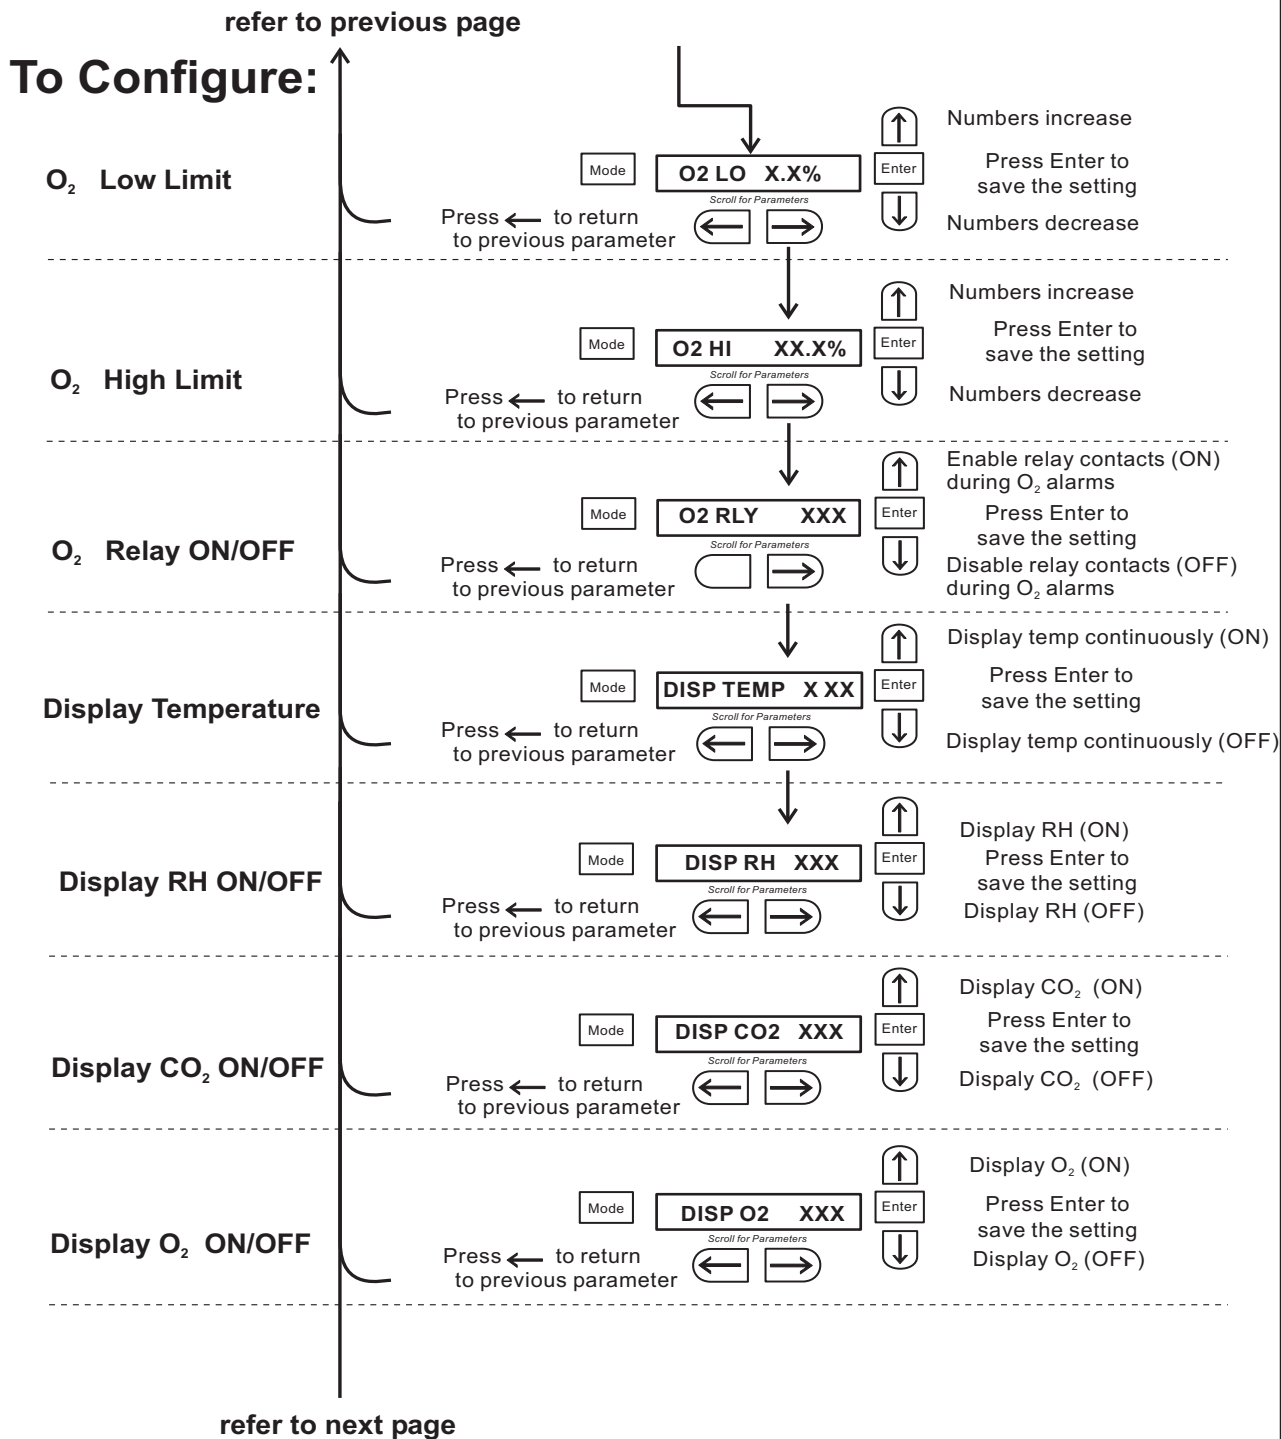 refer to previous page
To Configure:
O₂ Low Limit
Mode
O2 LO X.X%
Scroll for Parameters
Press ← to return
to previous parameter
↑
Numbers increase
Enter
Press Enter to
save the setting
↓
Numbers decrease
O₂ High Limit
Mode
O2 HI XX.X%
Scroll for Parameters
Press ← to return
to previous parameter
Numbers increase
Enter
Press Enter to
save the setting
Numbers decrease
O₂ Relay ON/OFF
Mode
O2 RLY XXX
Scroll for Parameters
Press ← to return
to previous parameter
Enable relay contacts (ON)
during O₂ alarms
Enter
Press Enter to
save the setting
Disable relay contacts (OFF)
during O₂ alarms
Display Temperature
Mode
DISP TEMP X XX
Scroll for Parameters
Press ← to return
to previous parameter
Display temp continuously (ON)
Enter
Press Enter to
save the setting
Display temp continuously (OFF)
Display RH ON/OFF
Mode
DISP RH XXX
Scroll for Parameters
Press ← to return
to previous parameter
Display RH (ON)
Enter
Press Enter to
save the setting
Display RH (OFF)
Display CO₂ ON/OFF
Mode
DISP CO2 XXX
Scroll for Parameters
Press ← to return
to previous parameter
Display CO₂ (ON)
Enter
Press Enter to
save the setting
Dispaly CO₂ (OFF)
Display O₂ ON/OFF
Mode
DISP O2 XXX
Scroll for Parameters
Press ← to return
to previous parameter
Display O₂ (ON)
Enter
Press Enter to
save the setting
Display O₂ (OFF)
refer to next page